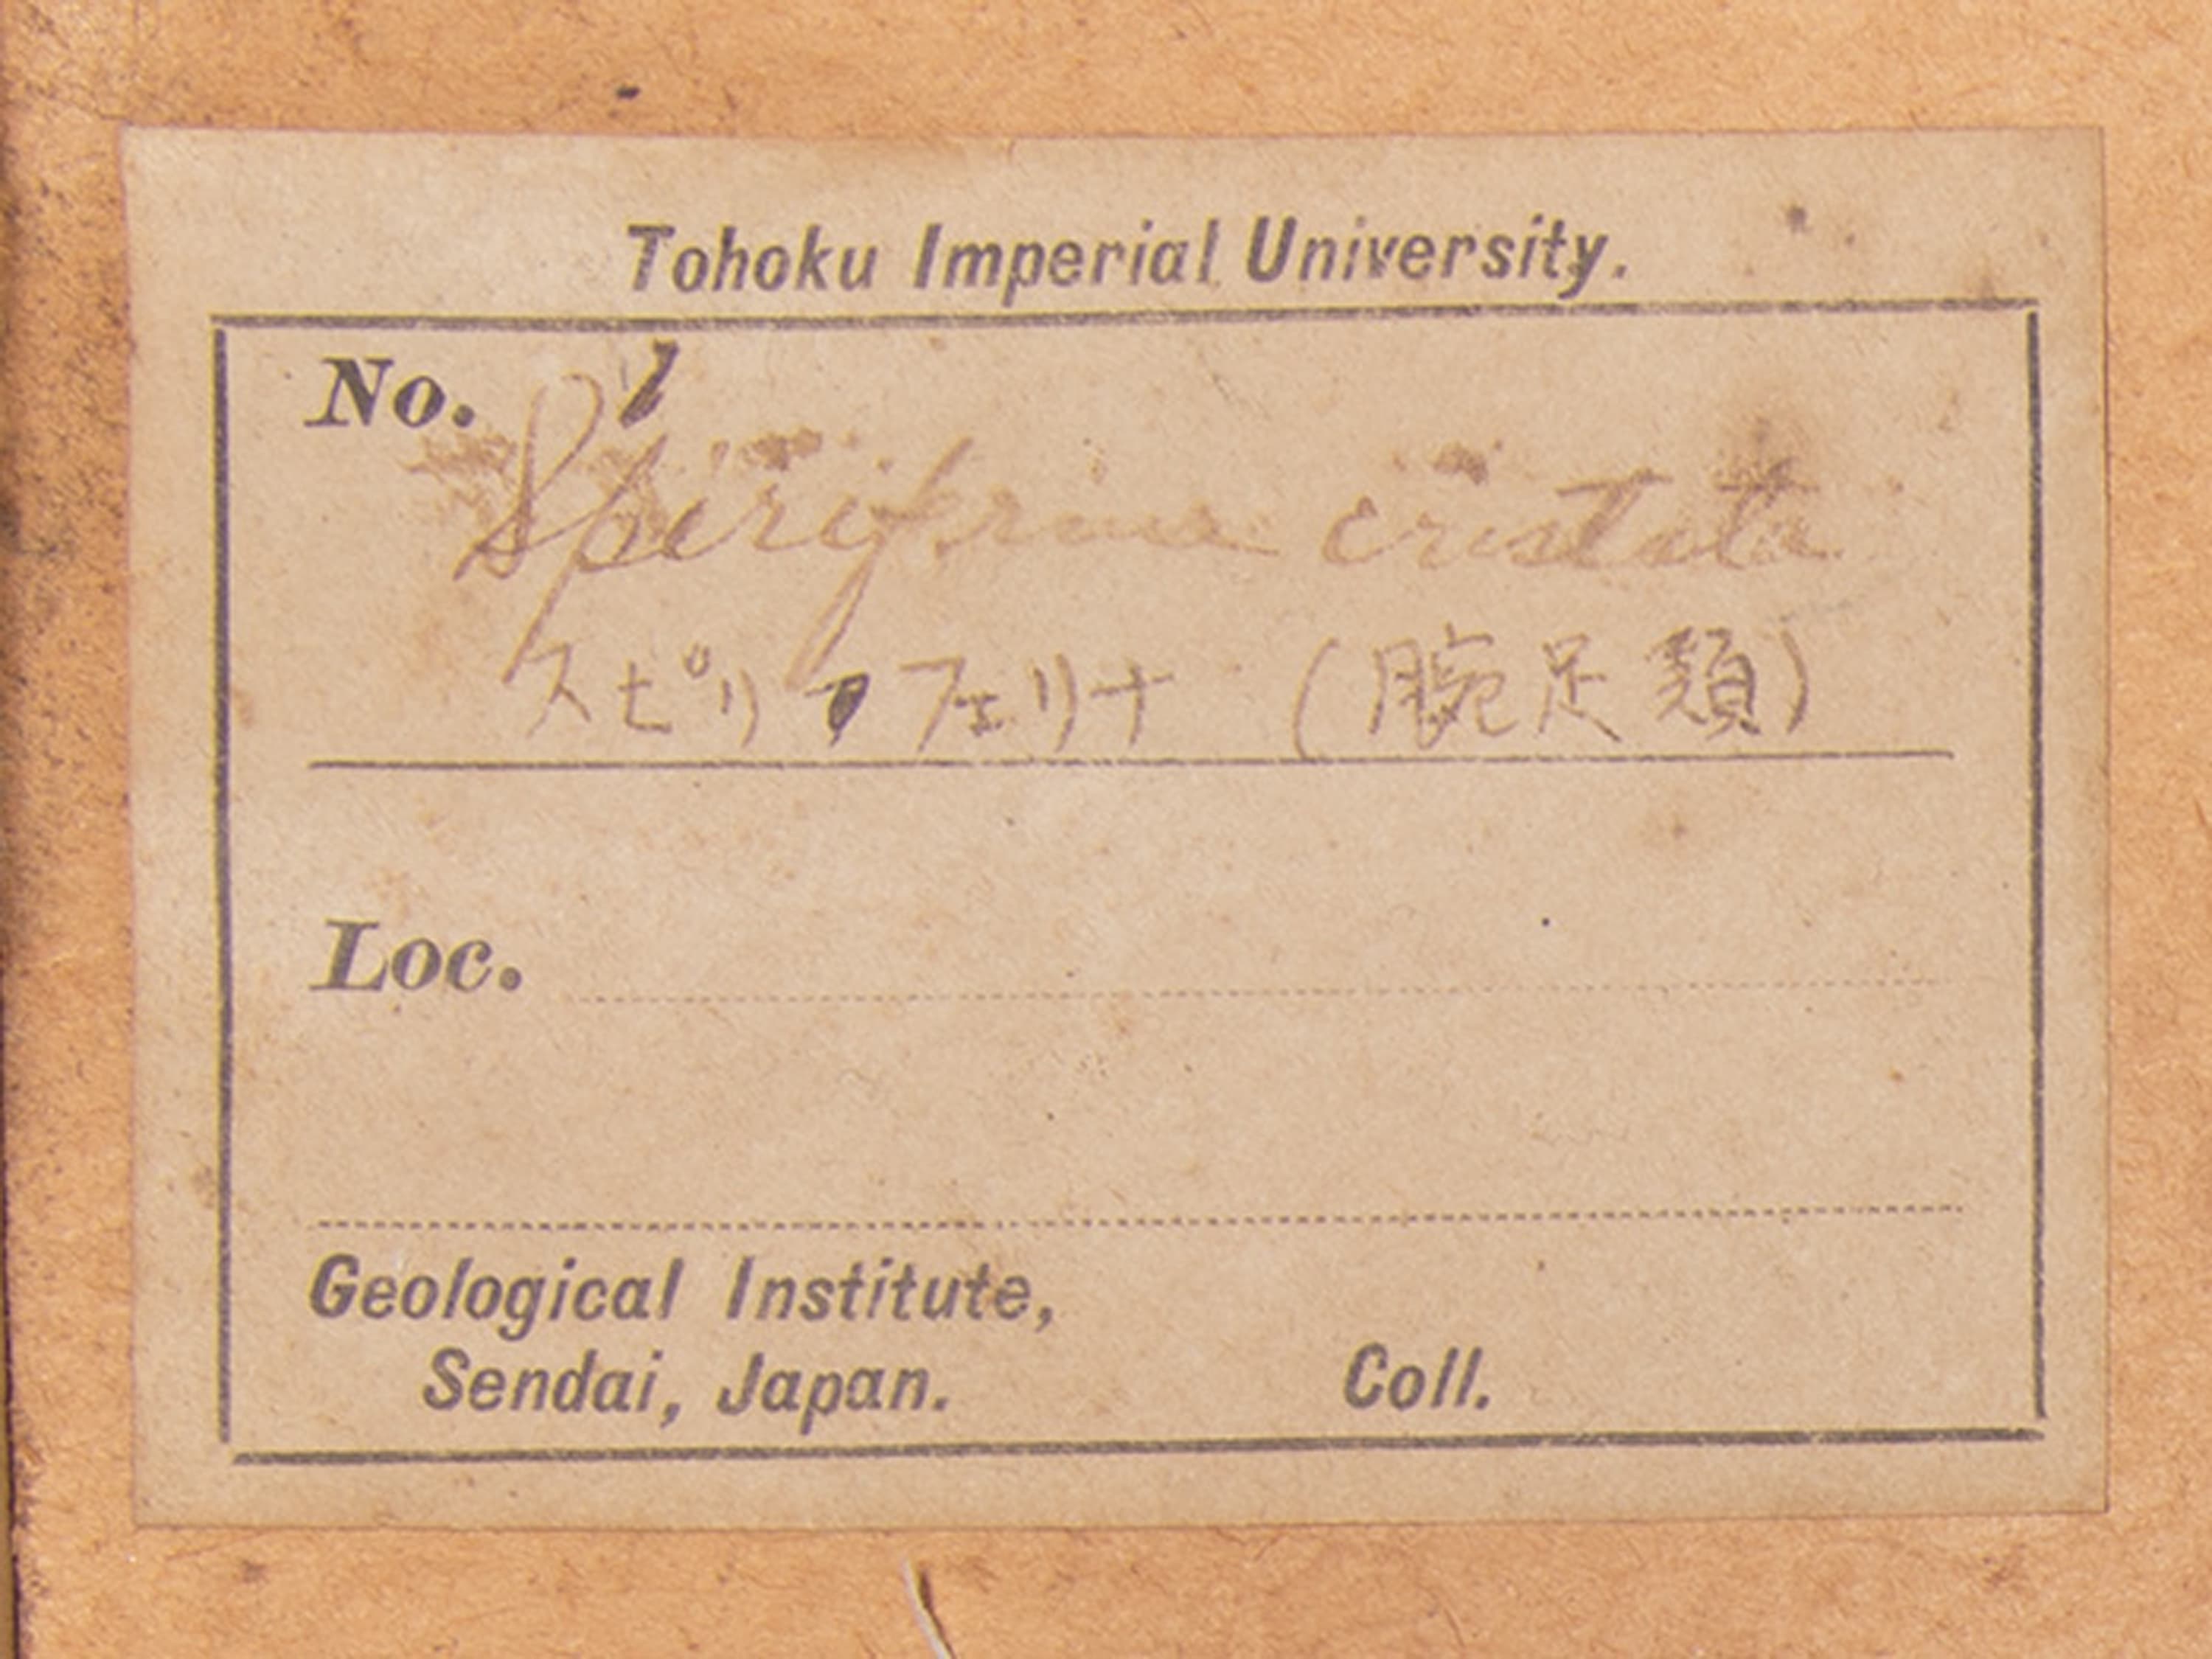 Tohoku Imperial University.
No. 1
Spiriferina cristata
スピリフェリナ (腕足類)
Loc.
Geological Institute,
Sendai, Japan.
Coll.